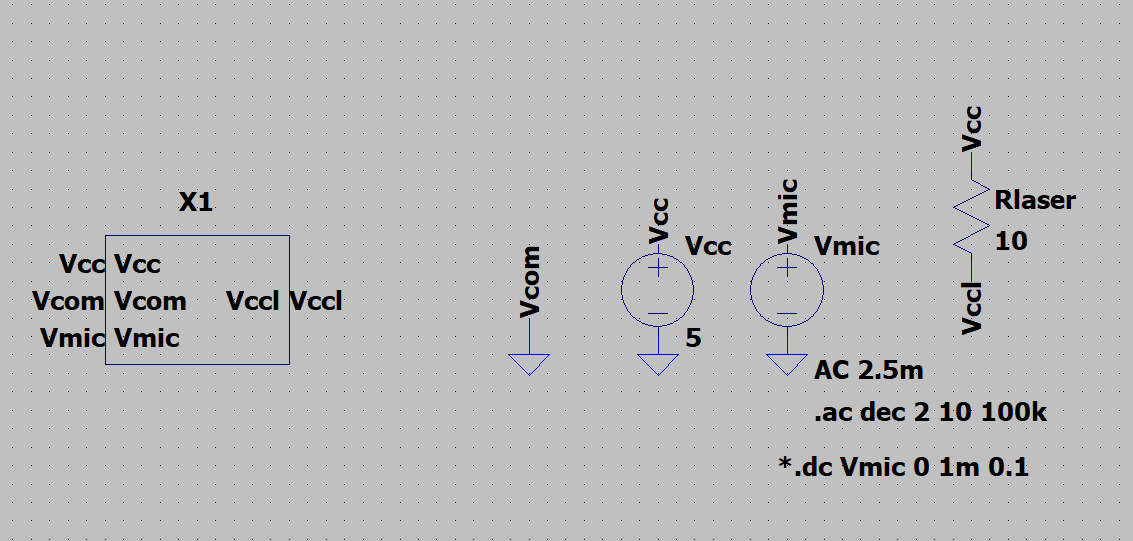 X1
Vcc Vcc
Vcom Vcom Vccl Vccl
Vmic Vmic
Vcom
Vcc
Vcc
5
Vmic
Vmic
AC 2.5m
.ac dec 2 10 100k
*.dc Vmic 0 1m 0.1
Vcc
Rlaser
10
Vccl